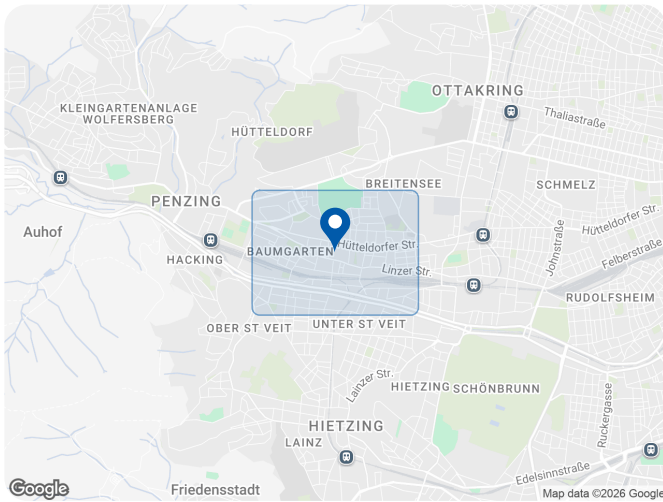 OTTAKRING
KLEINGARTENANLAGE
WOLFERSBERG
Thaliastraße
HÜTTELDORF
BREITENSEE
SCHMELZ
PENZING
Hütteldorfer Str.
Auhof
Johnstraße
Hütteldorfer Str.
BAUMGARTEN
Felberstraße
HACKING
Linzer Str.
RUDOLFSHEIM
OBER ST VEIT
UNTER ST VEIT
Lainzer Str.
HIETZING
SCHÖNBRUNN
Ruckergasse
HIETZING
LAINZ
Edelsinnstraße
Friedensstadt
Google
Map data ©2026 Google